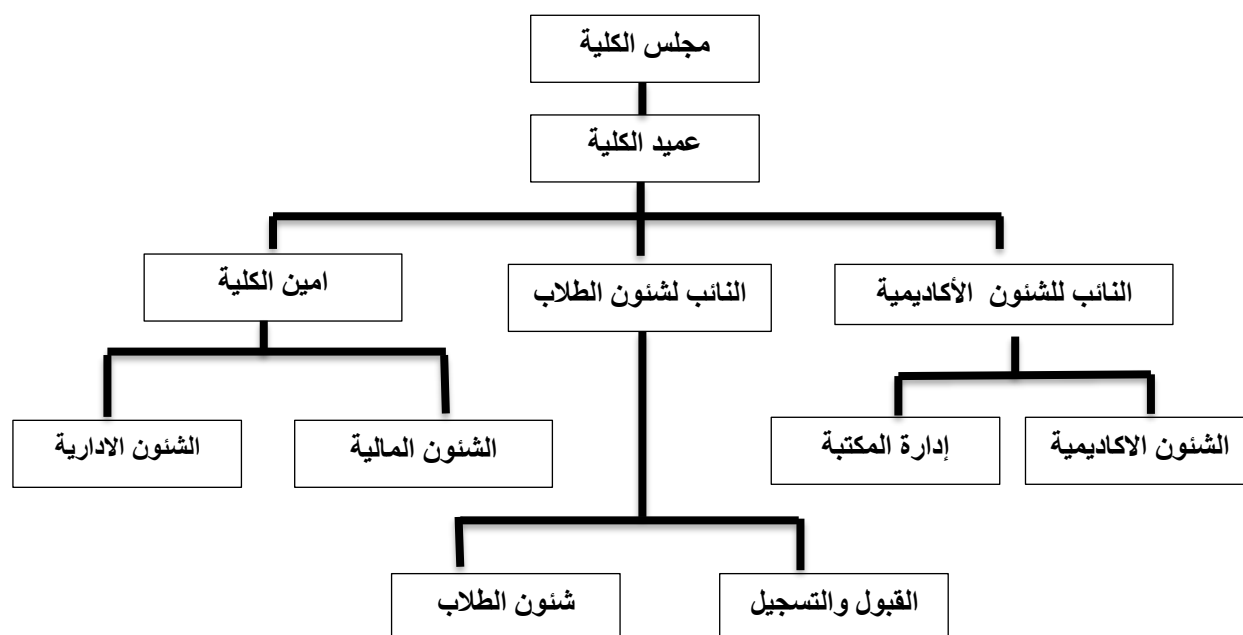 مجلس الكلية
عميد الكلية
النائب للشئون الأكاديمية
النائب لشئون الطلاب
امين الكلية
الشئون الاكاديمية
إدارة المكتبة
الشئون المالية
الشئون الادارية
القبول والتسجيل
شئون الطلاب